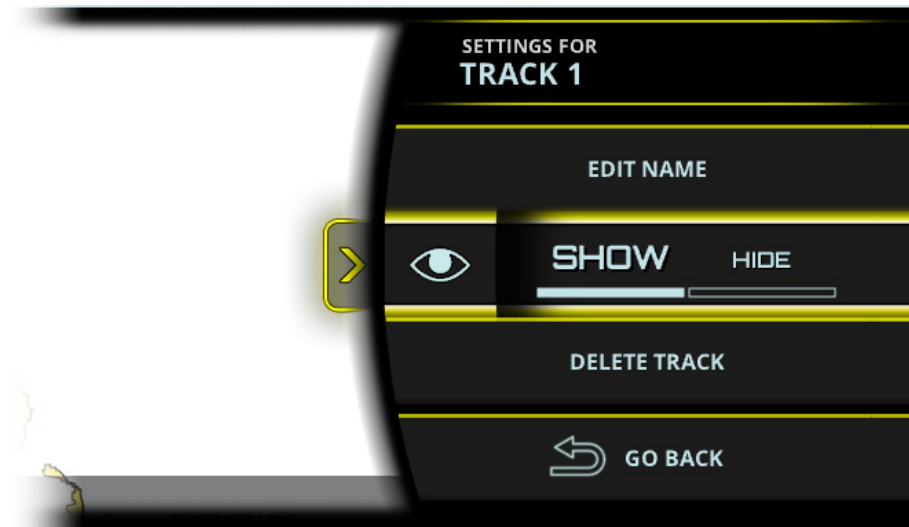 SETTINGS FOR
TRACK 1
EDIT NAME
SHOW HIDE
DELETE TRACK
GO BACK